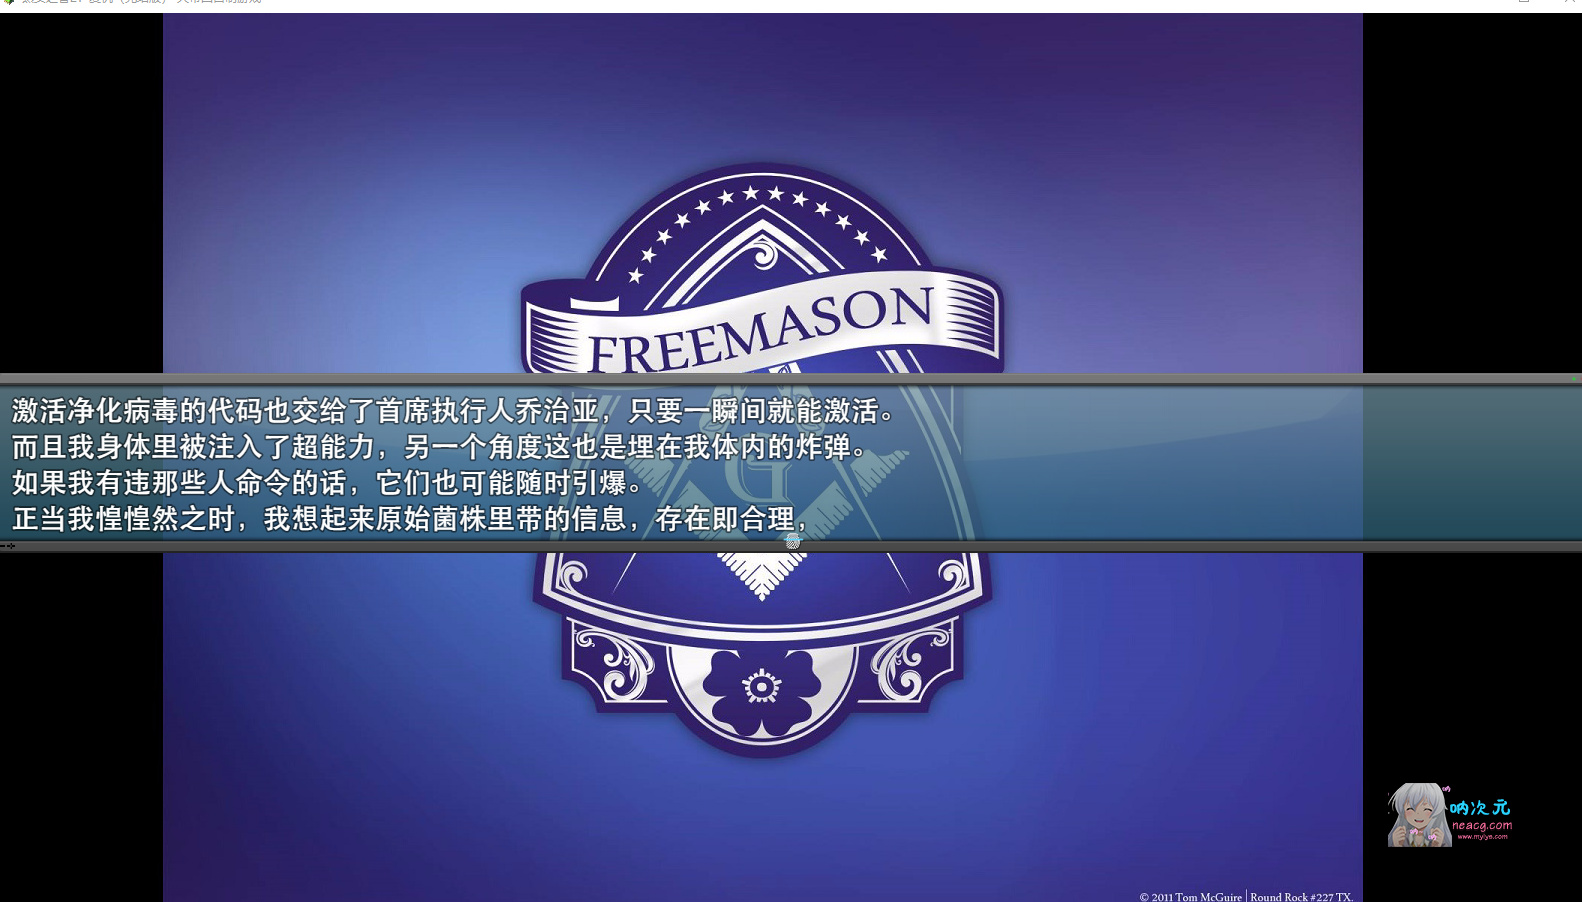 FREEMASON
激活净化病毒的代码也交给了首席执行人乔治亚，只要一瞬间就能激活。
而且我身体里被注入了超能力，另一个角度这也是埋在我体内的炸弹。
如果我有违那些人命令的话，它们也可能随时引爆。
正当我惶惶然之时，我想起来原始菌株里带的信息，存在即合理，
G
呐次元
neacg.com
www.myiye.com
© 2011 Tom McGuire | Round Rock #227 TX.